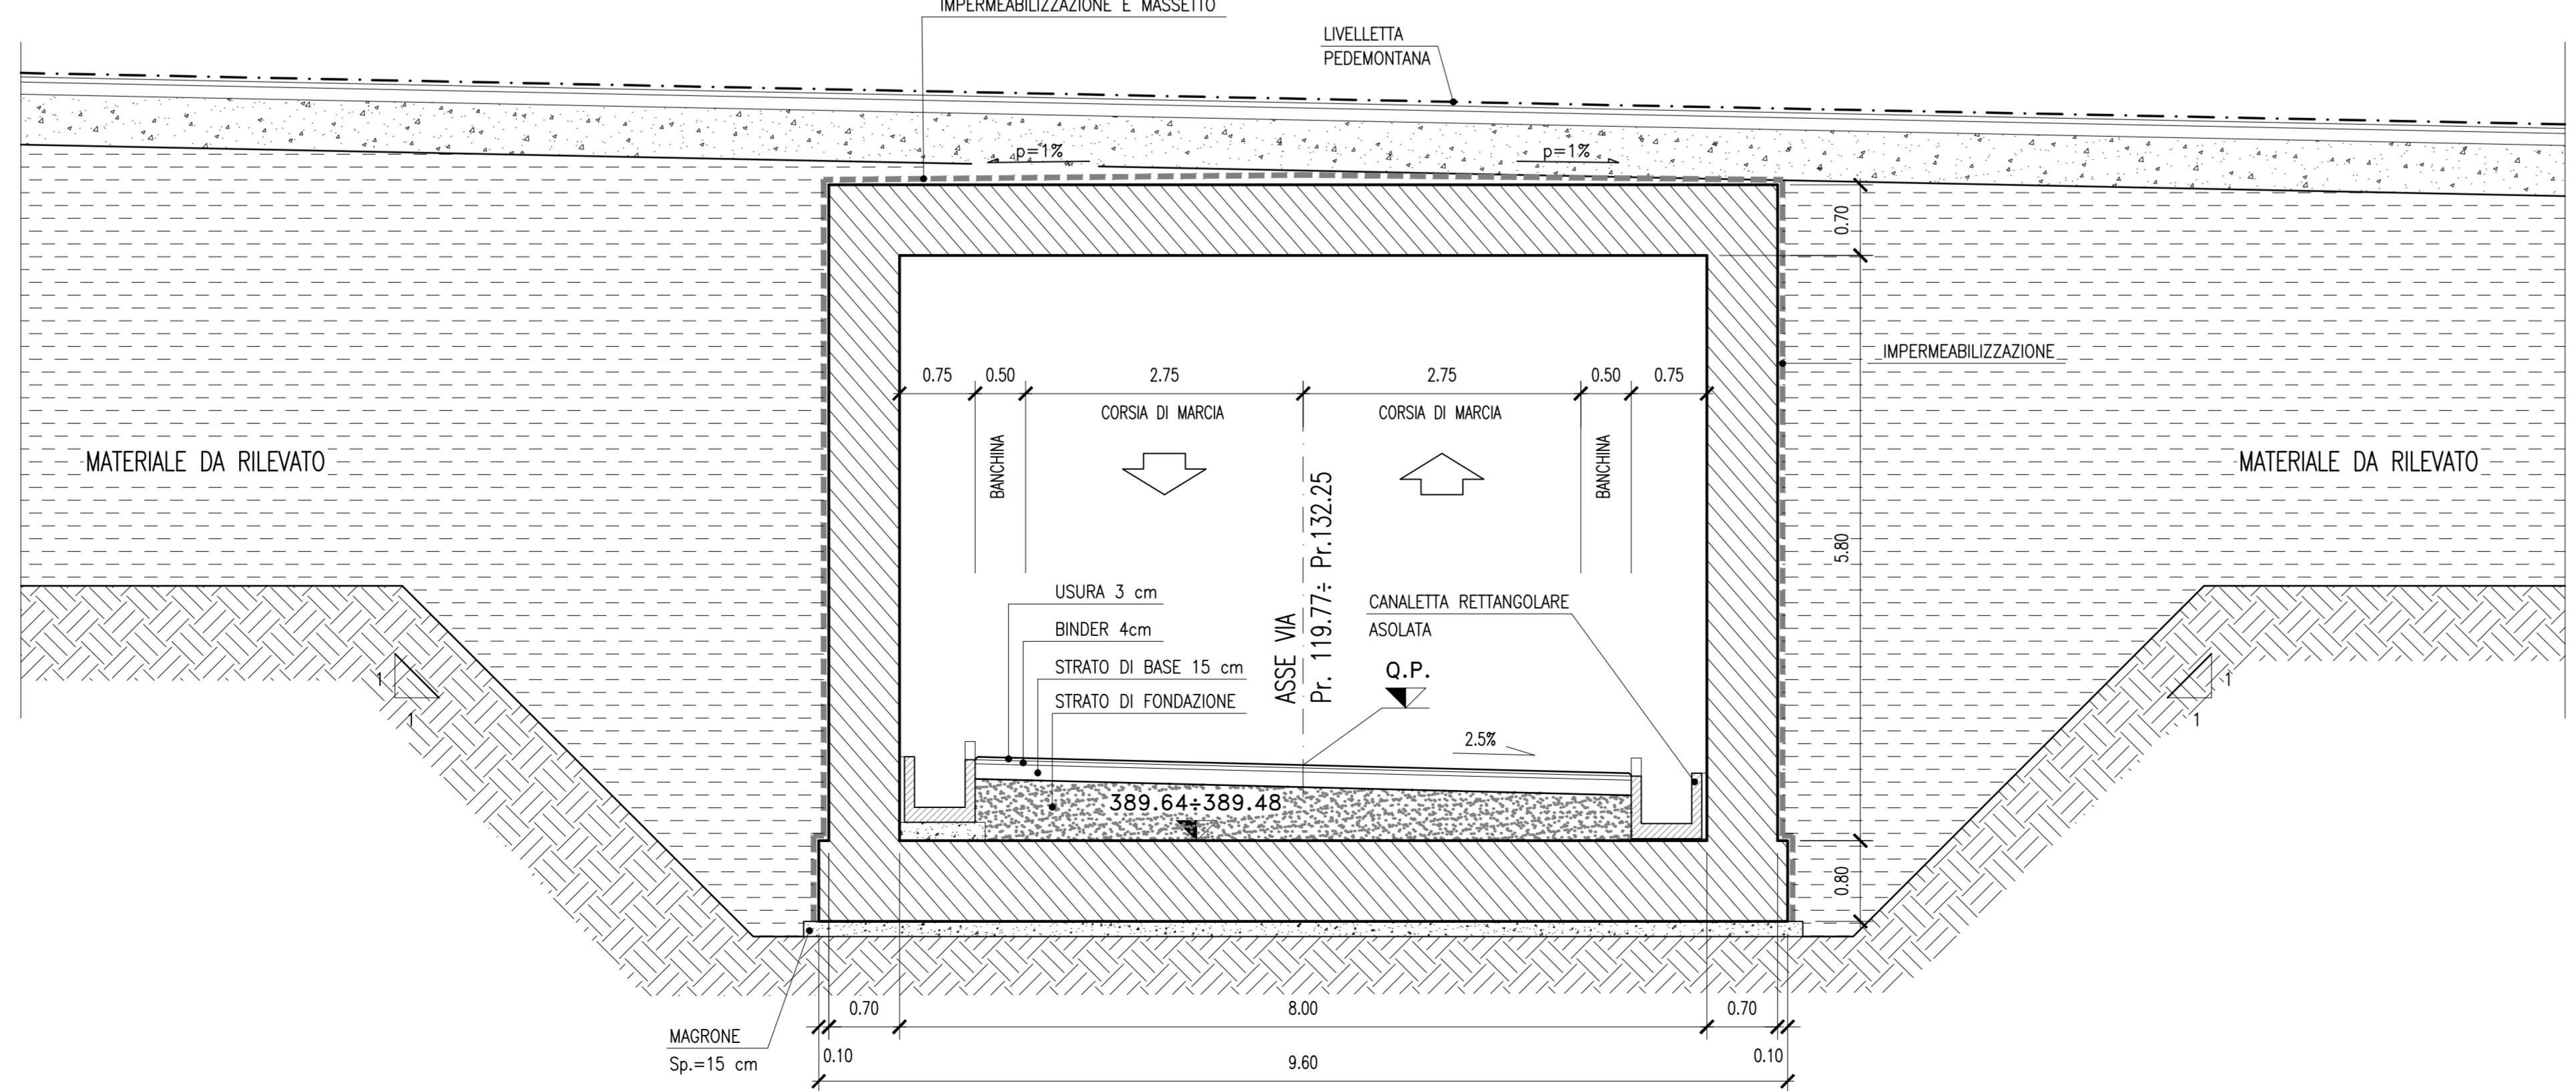 IMPERMEABILIZZAZIONE E MASSETTO
LIVELLETTA
PEDEMONTANA
p=1%
p=1%
0.70
IMPERMEABILIZZAZIONE
0.75
0.50
2.75
2.75
0.50
0.75
CORSIA DI MARCIA
CORSIA DI MARCIA
BANCHINA
BANCHINA
MATERIALE DA RILEVATO
MATERIALE DA RILEVATO
5.80
ASSE VIA
Pr. 119.77÷ Pr.132.25
USURA 3 cm
BINDER 4cm
STRATO DI BASE 15 cm
STRATO DI FONDAZIONE
CANALETTA RETTANGOLARE
ASOLATA
Q.P.
1
1
1
1
2.5%
389.64÷389.48
0.80
0.70
8.00
0.70
MAGRONE
Sp.=15 cm
0.10
9.60
0.10